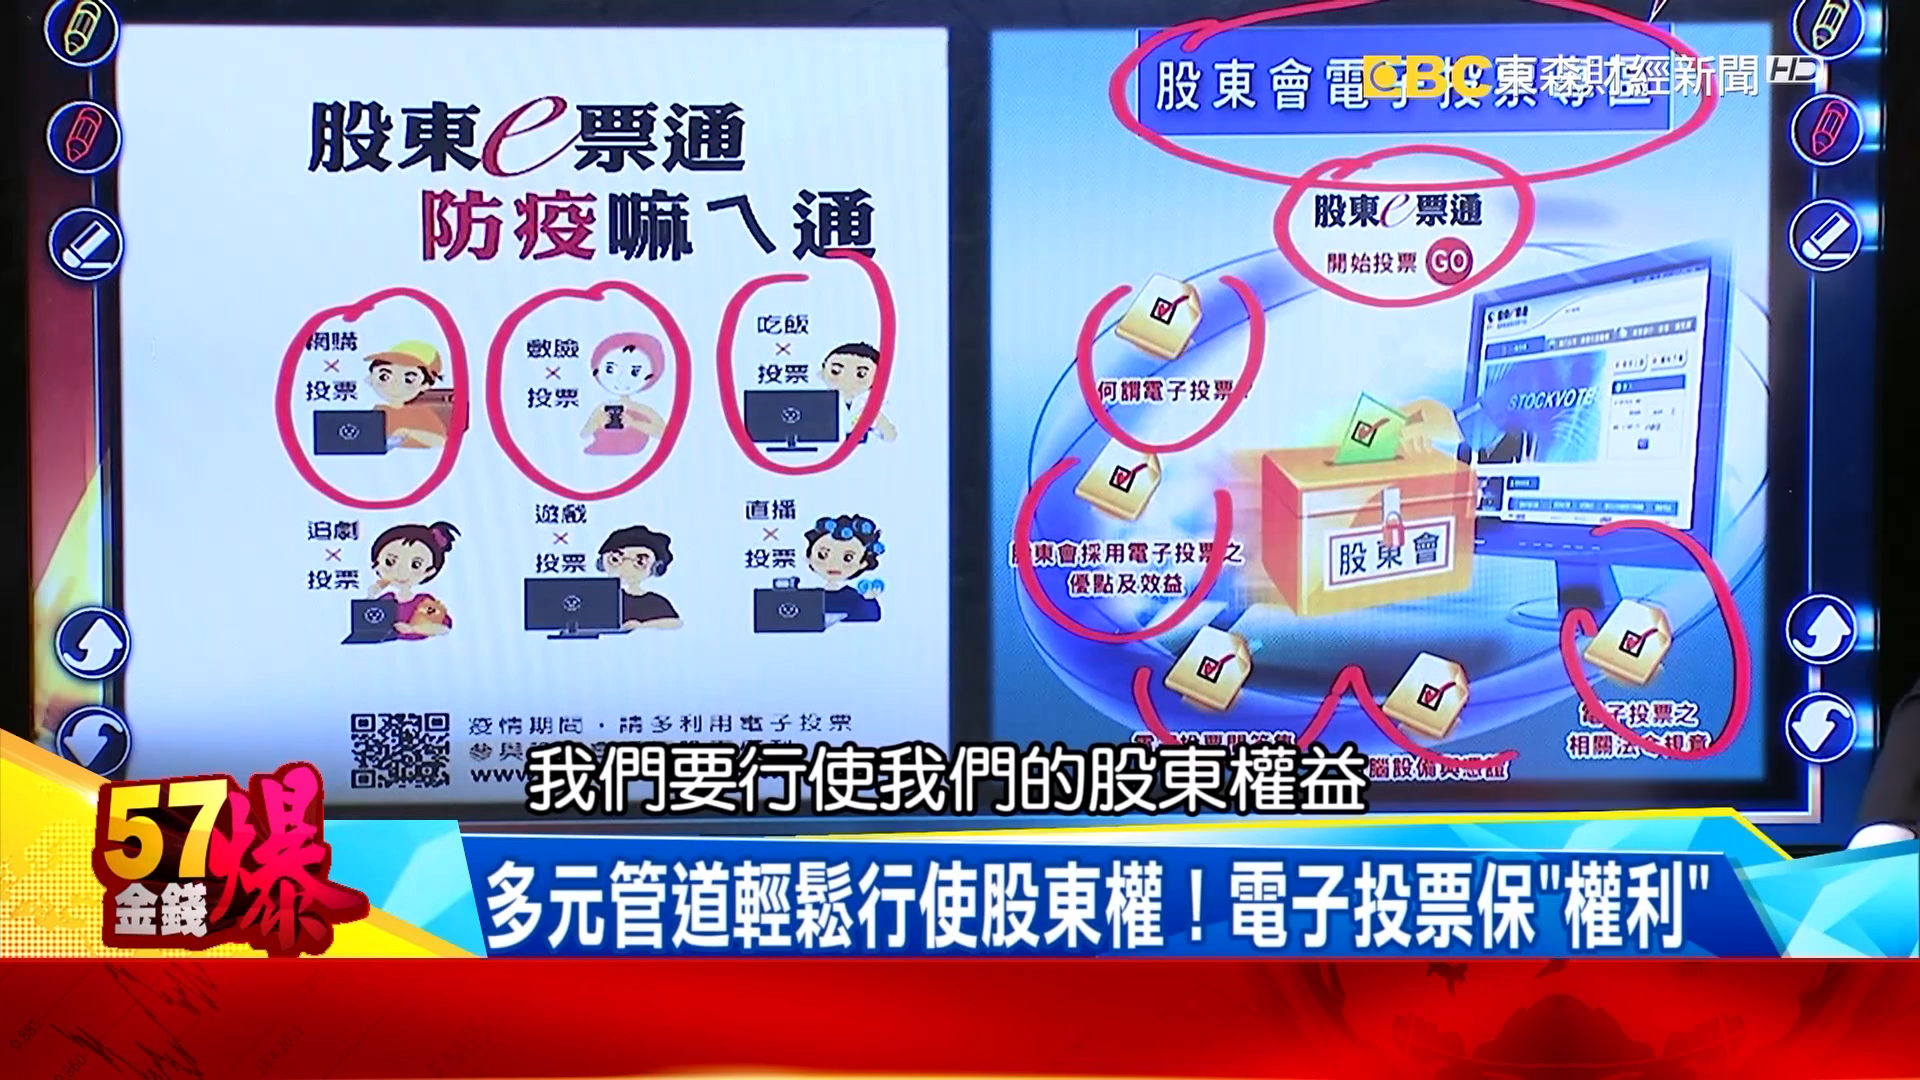 EBC東森財經新聞HD
股東e票通
防疫嘛ㄟ通
網購
×
投票
敷臉
×
投票
吃飯
×
投票
追劇
×
投票
遊戲
×
投票
直播
×
投票
疫情期間，請多利用電子投票
股東會電子投票專區
股東e票通
開始投票 GO
何謂電子投票？
STOCKVOTE
股東會採用電子投票之
優點及效益
股東會
電子投票之
相關法令規章
我們要行使我們的股東權益
57
金錢
爆
多元管道輕鬆行使股東權！電子投票保"權利"